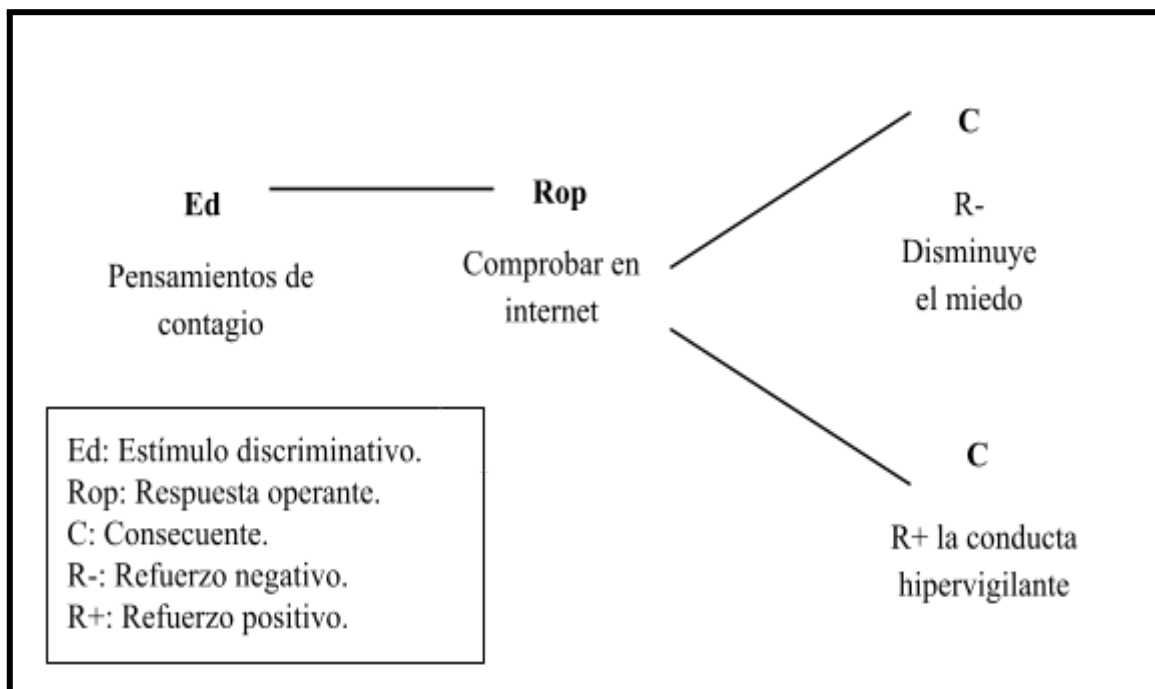 Ed
Pensamientos de
contagio
Rop
Comprobar en
internet
C
R-
Disminuye
el miedo
C
R+ la conducta
hipervigilante
Ed: Estímulo discriminativo.
Rop: Respuesta operante.
C: Consecuente.
R-: Refuerzo negativo.
R+: Refuerzo positivo.